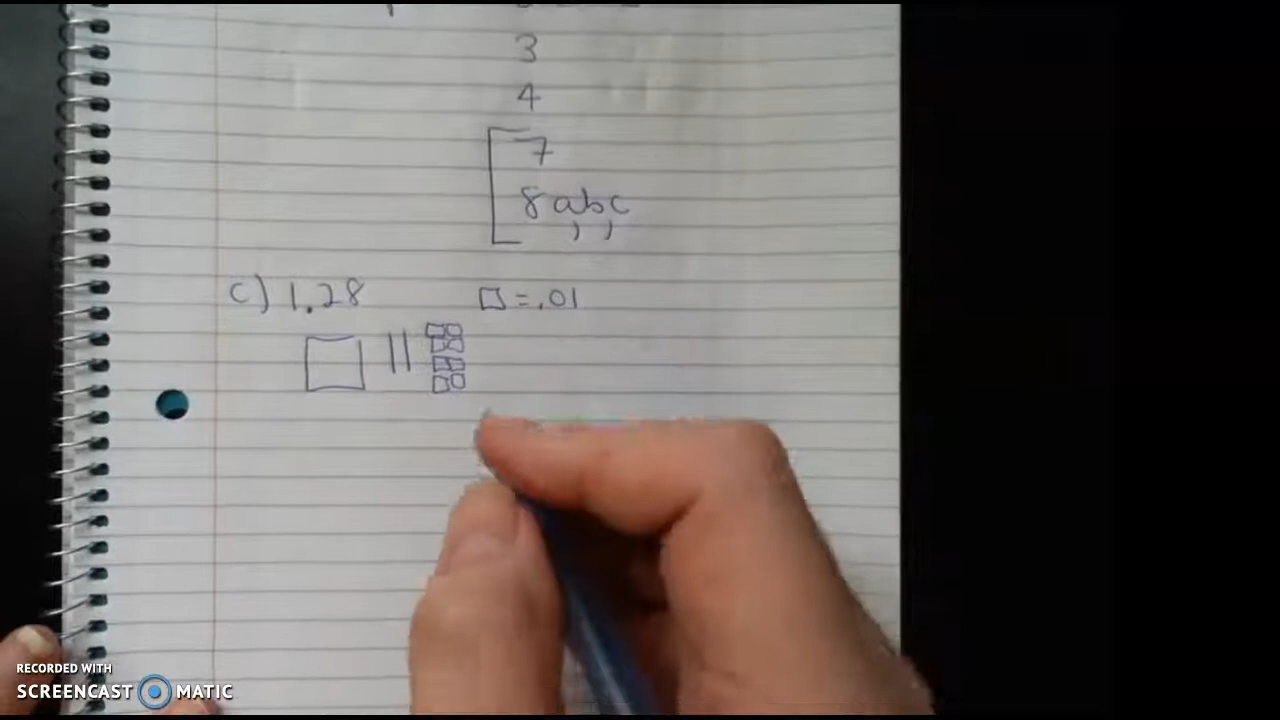 3
4
7
8abc
, ,
c) 1.28 □=.01
RECORDED WITH
SCREENCAST MATIC